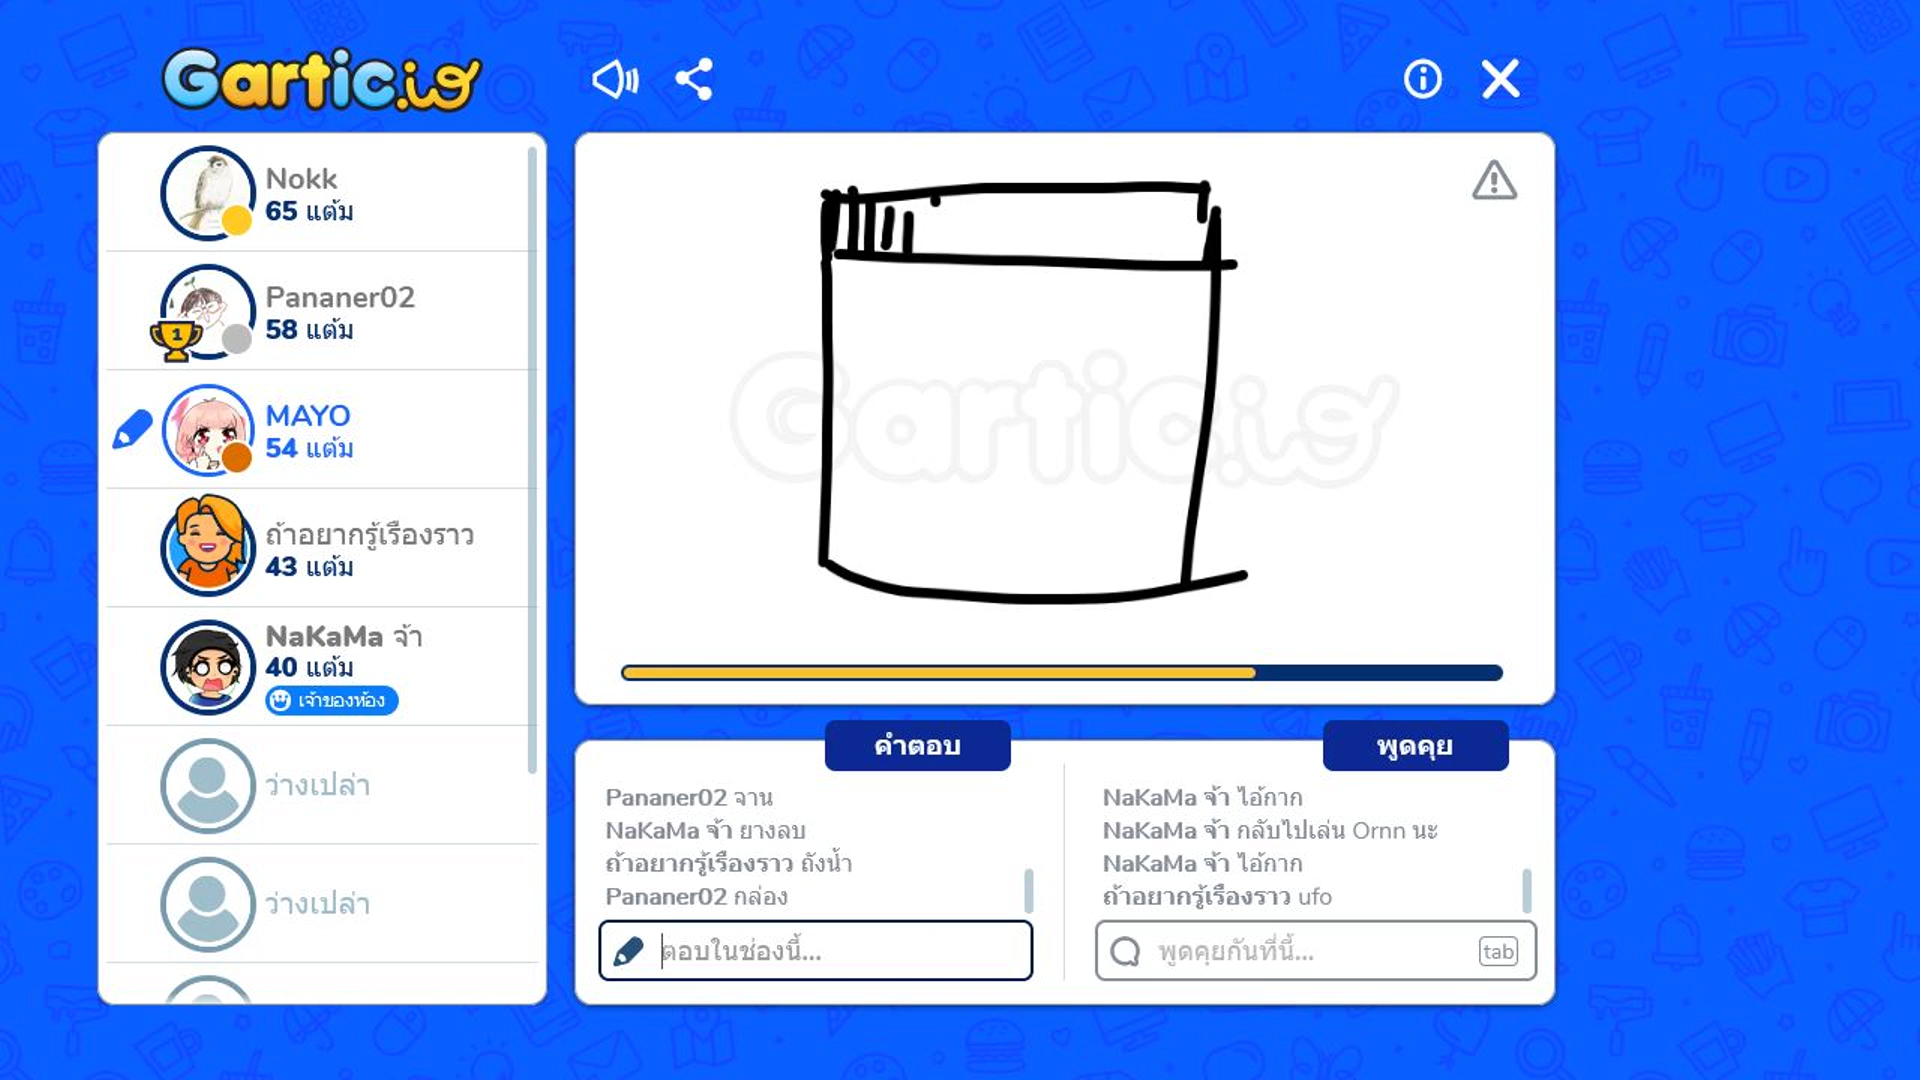 Gartic.io
Nokk
65 แต้ม
1
Pananer02
58 แต้ม
MAYO
54 แต้ม
ถ้าอยากรู้เรื่องราว
43 แต้ม
NaKaMa จ้า
40 แต้ม
เจ้าของห้อง
ว่างเปล่า
ว่างเปล่า
Gartic.io
คำตอบ
Pananer02 จาน
NaKaMa จ้า ยางลบ
ถ้าอยากรู้เรื่องราว ถังน้ำ
Pananer02 กล่อง
ตอบในช่องนี้...
พูดคุย
NaKaMa จ้า ไอ้กาก
NaKaMa จ้า กลับไปเล่น Ornn นะ
NaKaMa จ้า ไอ้กาก
ถ้าอยากรู้เรื่องราว ufo
พูดคุยกันที่นี้...
tab